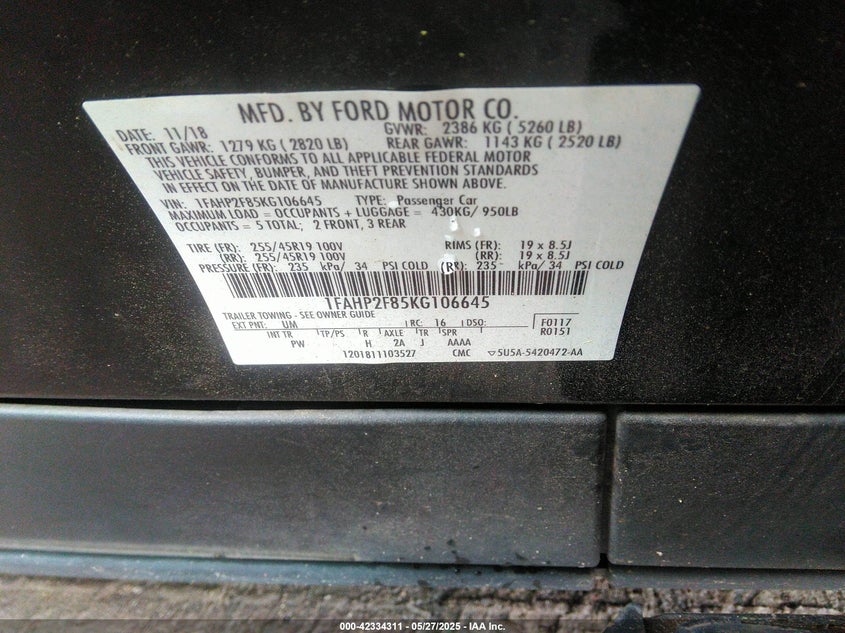 MFD. BY FORD MOTOR CO.
DATE: 11/18 GVWR: 2386 KG ( 5260 LB)
FRONT GAWR: 1279 KG ( 2820 LB) REAR GAWR: 1143 KG ( 2520 LB)
THIS VEHICLE CONFORMS TO ALL APPLICABLE FEDERAL MOTOR
VEHICLE SAFETY, BUMPER, AND THEFT PREVENTION STANDARDS
IN EFFECT ON THE DATE OF MANUFACTURE SHOWN ABOVE.
VIN: 1FAHP2F85KG106645 TYPE: Passenger Car
MAXIMUM LOAD = OCCUPANTS + LUGGAGE = 430KG/ 950LB
OCCUPANTS = 5 TOTAL; 2 FRONT, 3 REAR
TIRE (FR): 255/45R19 100V RIMS (FR): 19 x 8.5J
(RR): 255/45R19 100V (RR): 19 x 8.5J
PRESSURE (FR): 235 kPa/ 34 PSI COLD (RR): 235 kPa/ 34 PSI COLD
1FAHP2F85KG106645
TRAILER TOWING - SEE OWNER GUIDE
EXT PNT: UM RC: 16 DSO: F0117
INT TR TP/PS R AXLE TR SPR R0151
PW H 2A J AAAA
1201811103527 CMC ▽5U5A-5420472-AA
000-42334311 - 05/27/2025 - IAA Inc.